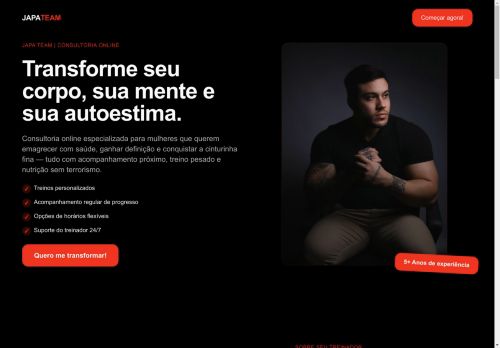 JAPATEAM
Começar agora!
JAPA TEAM | CONSULTORIA ONLINE
Transforme seu
corpo, sua mente e
sua autoestima.
Consultoria online especializada para mulheres que querem
emagrecer com saúde, ganhar definição e conquistar a cinturinha
fina — tudo com acompanhamento próximo, treino pesado e
nutrição sem terrorismo.
✓ Treinos personalizados
✓ Acompanhamento regular de progresso
✓ Opções de horários flexíveis
✓ Suporte do treinador 24/7
Quero me transformar!
5+ Anos de experiência
SOBRE SEU TREINADOR